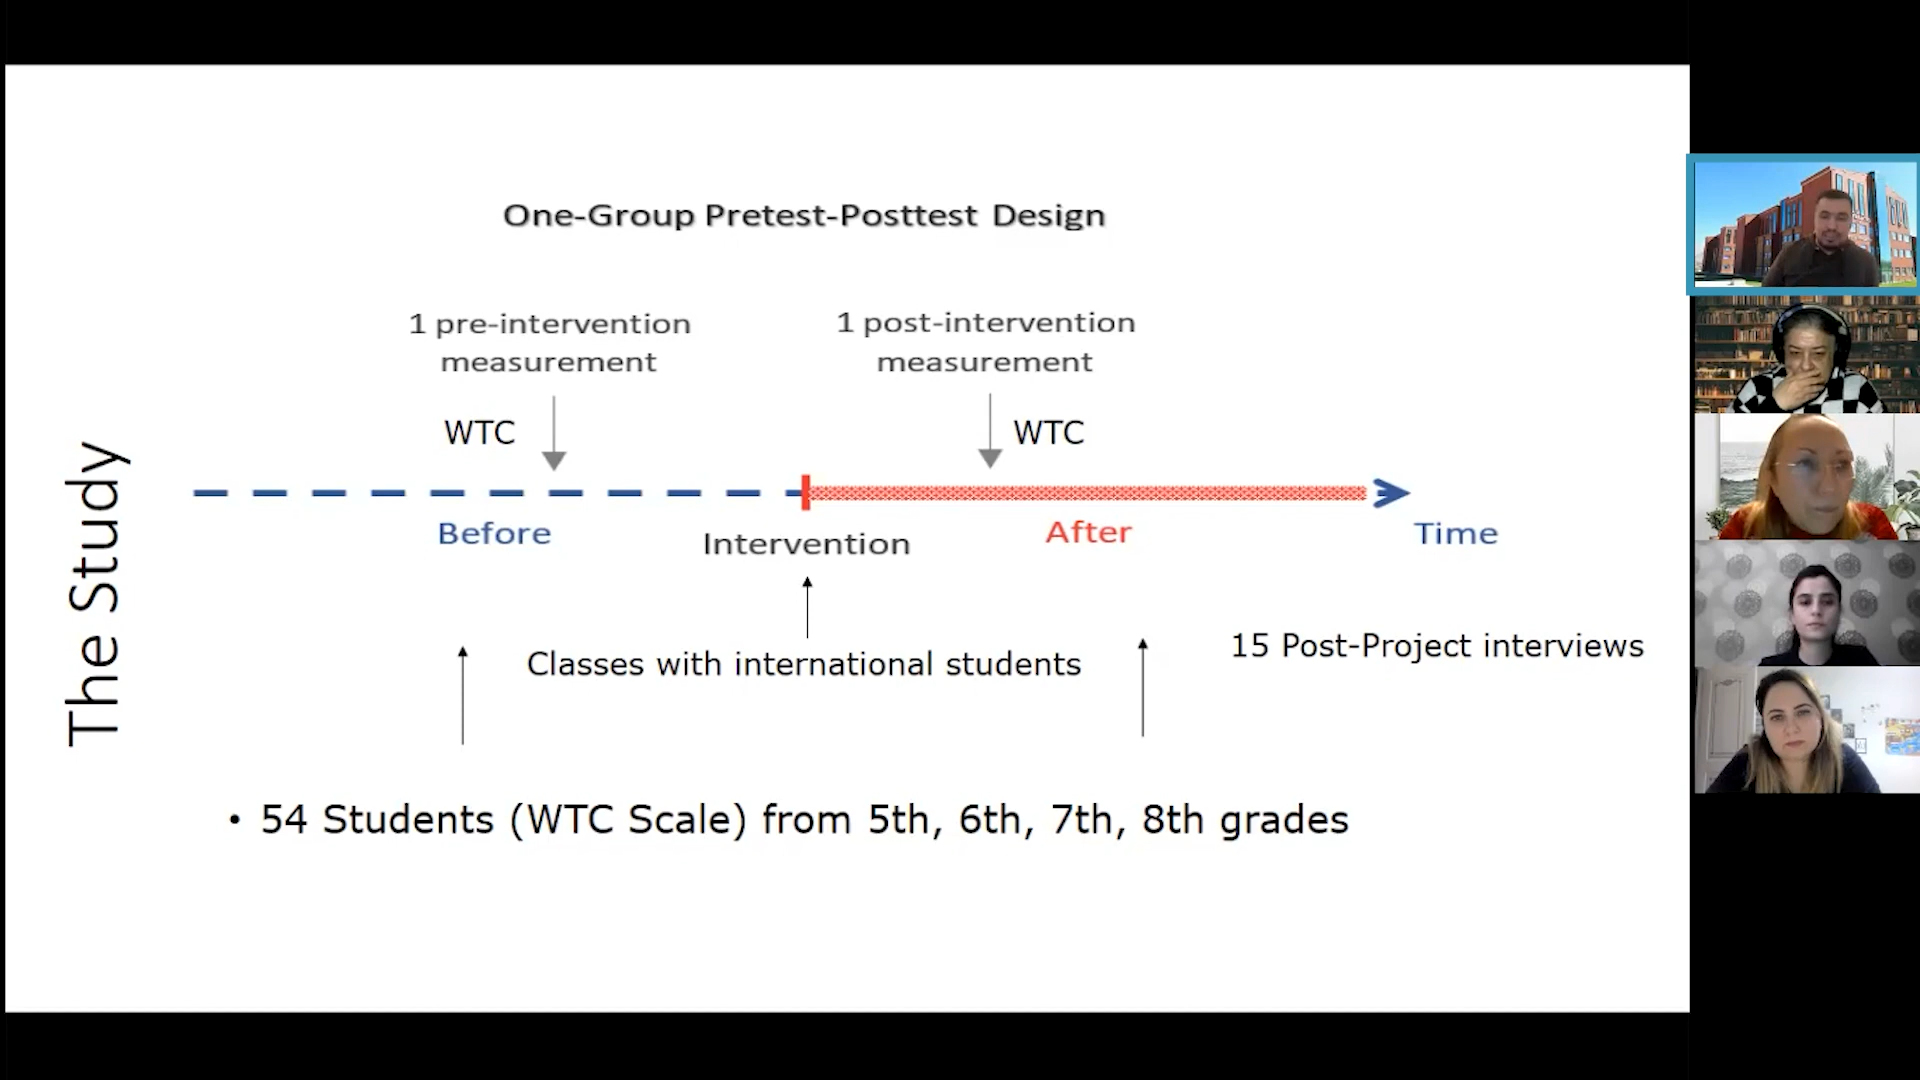 The Study
One-Group Pretest-Posttest Design
1 pre-intervention
measurement
1 post-intervention
measurement
WTC
WTC
Before
Intervention
After
Time
Classes with international students
15 Post-Project interviews
• 54 Students (WTC Scale) from 5th, 6th, 7th, 8th grades